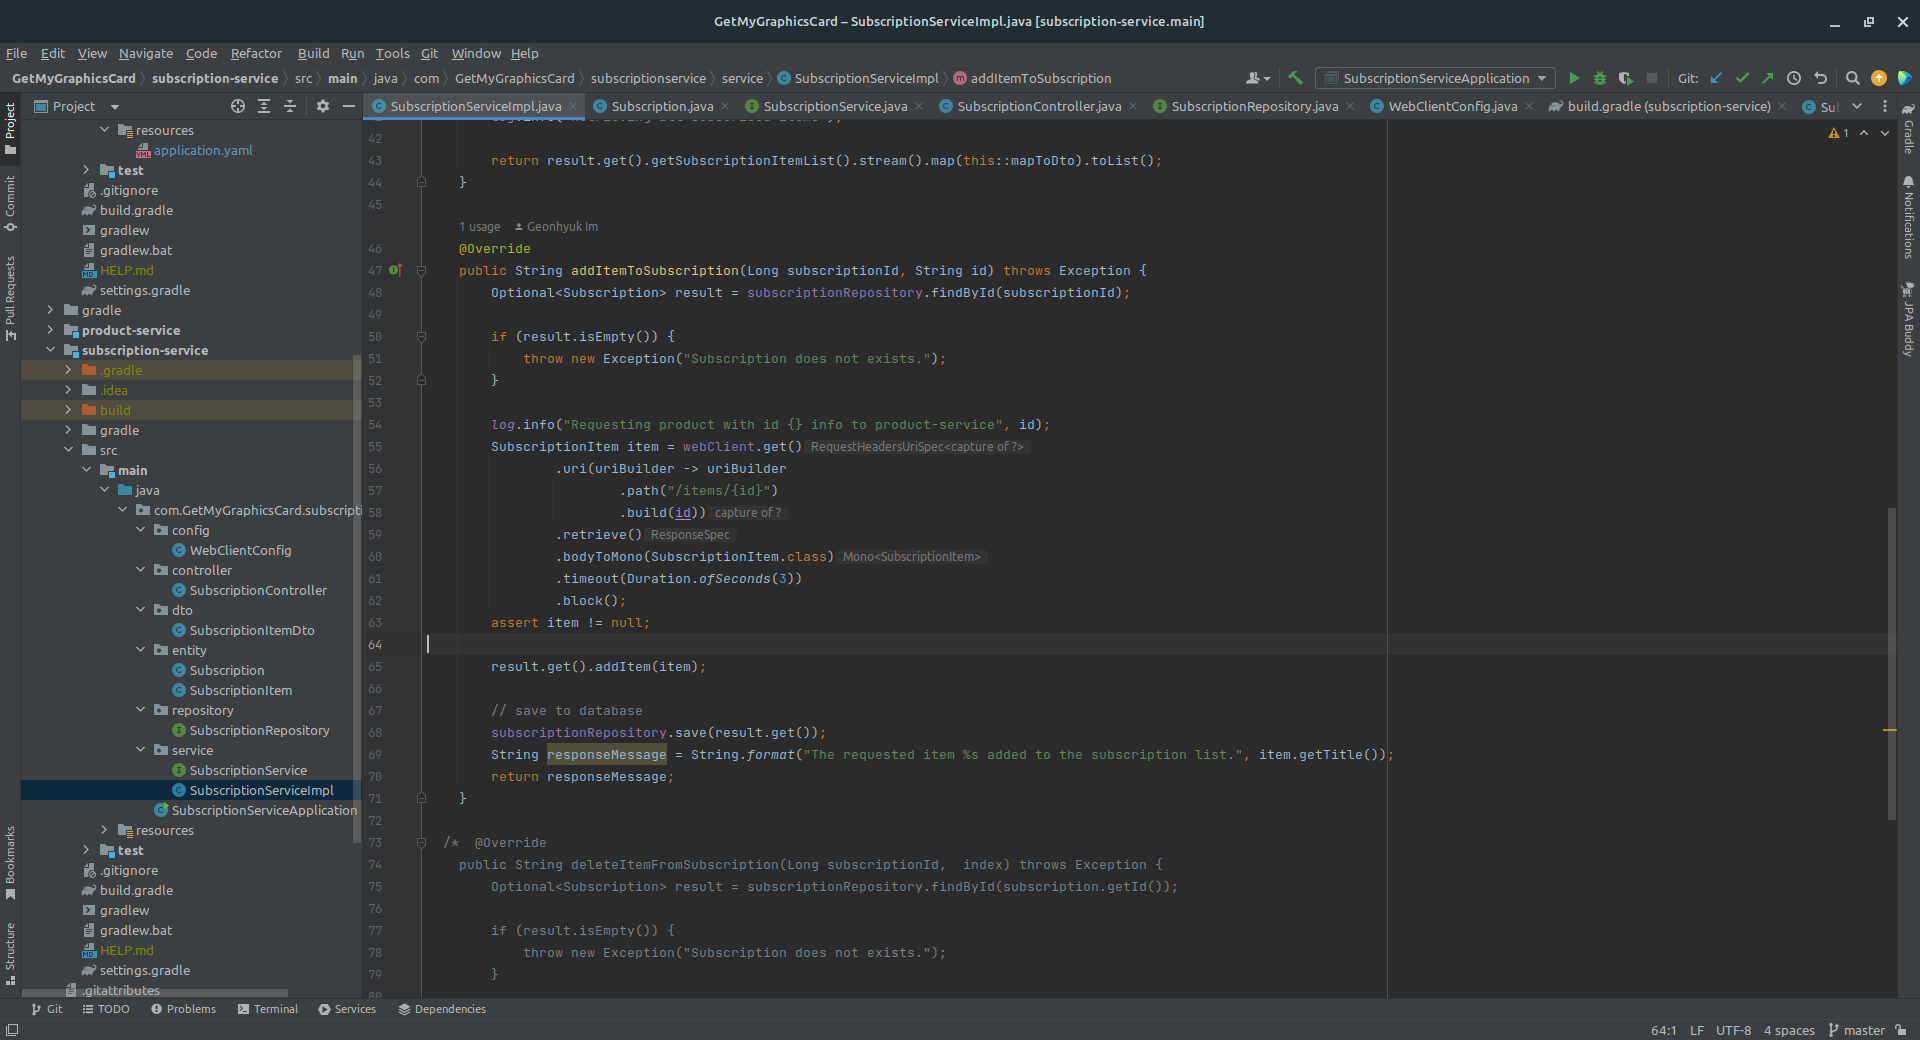 GetMyGraphicsCard – SubscriptionServiceImpl.java [subscription-service.main]
File Edit View Navigate Code Refactor Build Run Tools Git Window Help
GetMyGraphicsCard subscription-service src main java com GetMyGraphicsCard subscriptionservice service SubscriptionServiceImpl addItemToSubscription
SubscriptionServiceApplication
Git:
Project
SubscriptionServiceImpl.java Subscription.java SubscriptionService.java SubscriptionController.java SubscriptionRepository.java WebClientConfig.java build.gradle (subscription-service)
Project
Commit
Pull Requests
Bookmarks
Structure
resources
application.yaml
test
.gitignore
build.gradle
gradlew
gradlew.bat
HELP.md
settings.gradle
gradle
product-service
subscription-service
.gradle
.idea
build
gradle
src
main
java
com.GetMyGraphicsCard.subscripti
config
WebClientConfig
controller
SubscriptionController
dto
SubscriptionItemDto
entity
Subscription
SubscriptionItem
repository
SubscriptionRepository
service
SubscriptionService
SubscriptionServiceImpl
SubscriptionServiceApplication
resources
test
.gitignore
build.gradle
gradlew
gradlew.bat
HELP.md
settings.gradle
.gitattributes
1
42
43 return result.get().getSubscriptionItemList().stream().map(this::mapToDto).toList();
44 }
45
1 usage Geonhyuk Im
46 @Override
47 public String addItemToSubscription(Long subscriptionId, String id) throws Exception {
48 Optional<Subscription> result = subscriptionRepository.findById(subscriptionId);
49
50 if (result.isEmpty()) {
51 throw new Exception("Subscription does not exists.");
52 }
53
54 log.info("Requesting product with id {} info to product-service", id);
55 SubscriptionItem item = webClient.get() RequestHeadersUriSpec<capture of ?>
56 .uri(uriBuilder -> uriBuilder
57 .path("/items/{id}")
58 .build(id)) capture of ?
59 .retrieve() ResponseSpec
60 .bodyToMono(SubscriptionItem.class) Mono<SubscriptionItem>
61 .timeout(Duration.ofSeconds(3))
62 .block();
63 assert item != null;
64
65 result.get().addItem(item);
66
67 // save to database
68 subscriptionRepository.save(result.get());
69 String responseMessage = String.format("The requested item %s added to the subscription list.", item.getTitle());
70 return responseMessage;
71 }
72
73 /* @Override
74 public String deleteItemFromSubscription(Long subscriptionId, index) throws Exception {
75 Optional<Subscription> result = subscriptionRepository.findById(subscription.getId());
76
77 if (result.isEmpty()) {
78 throw new Exception("Subscription does not exists.");
79 }
Gradle
Notifications
JPA Buddy
Git TODO Problems Terminal Services Dependencies
64:1 LF UTF-8 4 spaces master